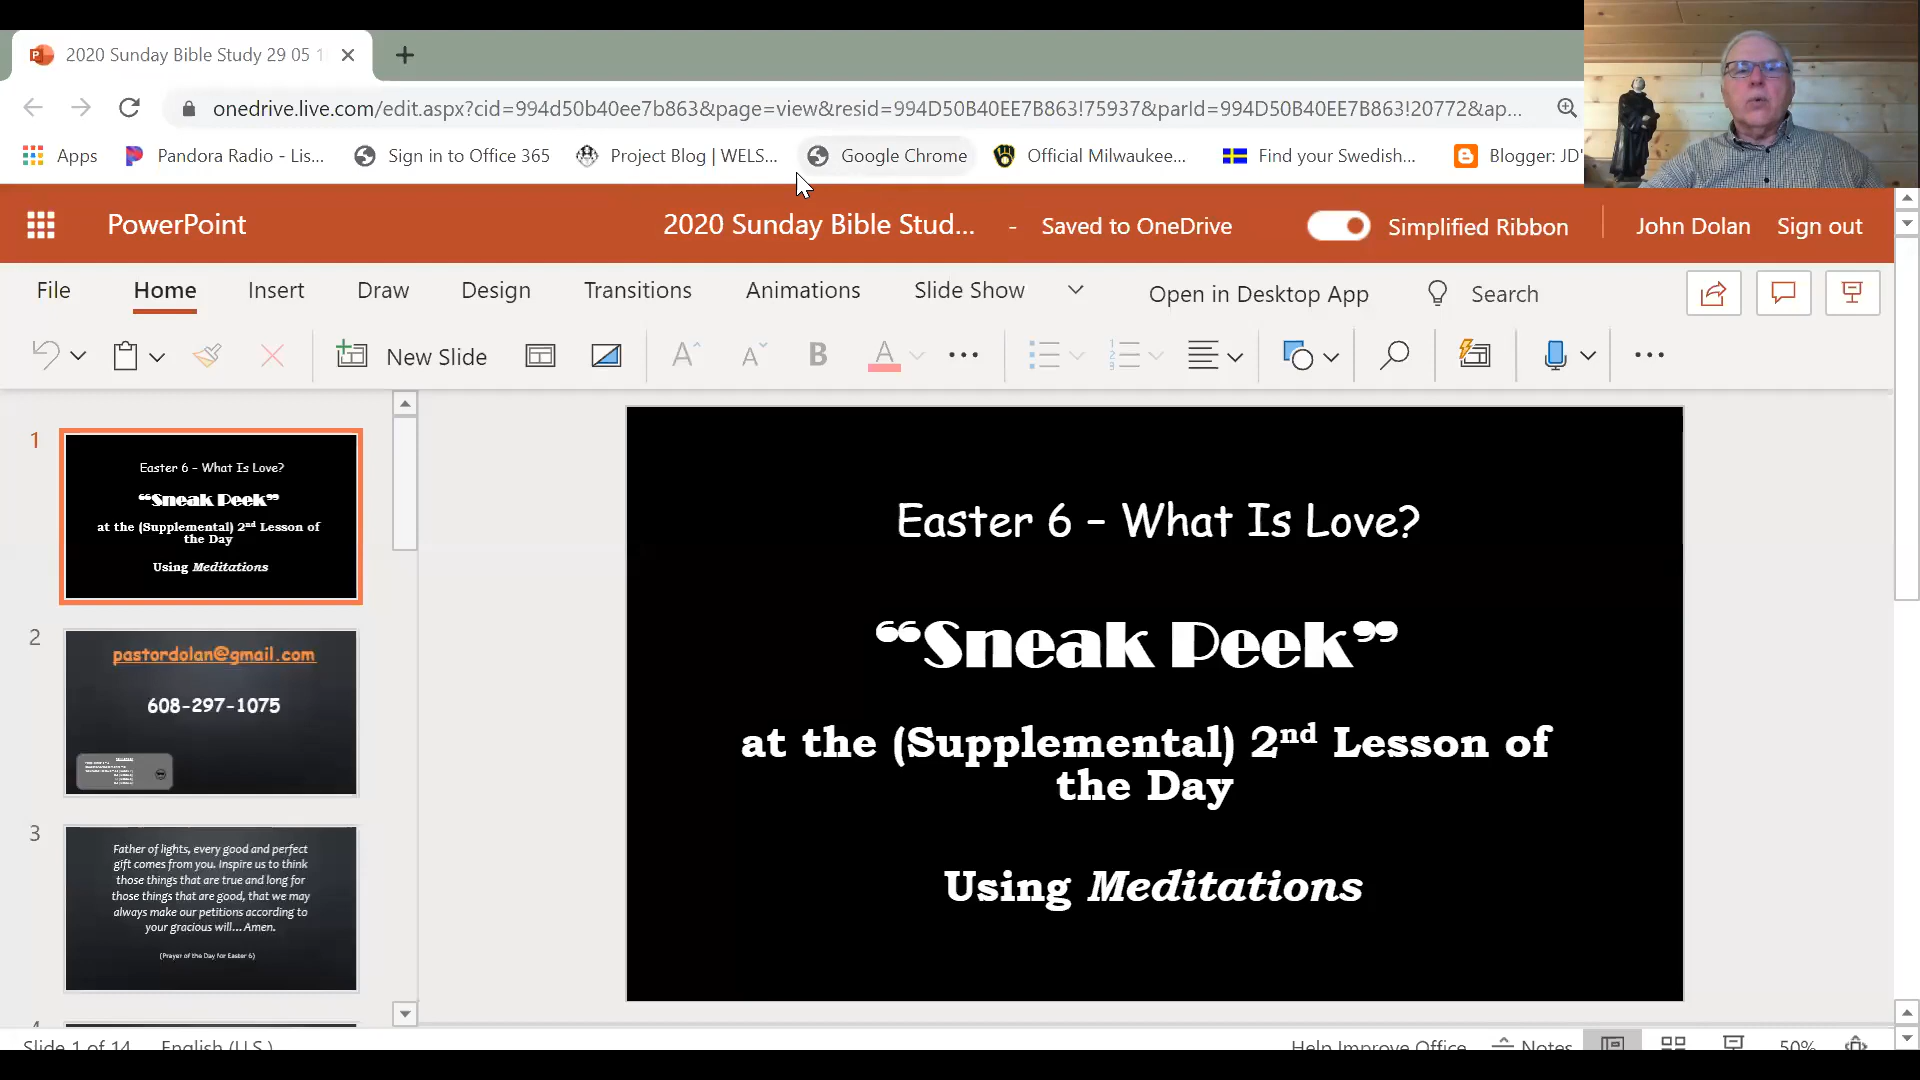 2020 Sunday Bible Study 29 05 1
onedrive.live.com/edit.aspx?cid=994d50b40ee7b863&page=view&resid=994D50B40EE7B863!75937&parId=994D50B40EE7B863!20772&ap...
Apps
Pandora Radio - Lis...
Sign in to Office 365
Project Blog | WELS...
Google Chrome
Official Milwaukee...
Find your Swedish...
Blogger: JD'
PowerPoint
2020 Sunday Bible Stud... - Saved to OneDrive
Simplified Ribbon
John Dolan
Sign out
File
Home
Insert
Draw
Design
Transitions
Animations
Slide Show
Open in Desktop App
Search
New Slide
1
Easter 6 – What Is Love?
“Sneak Peek”
at the (Supplemental) 2nd Lesson of
the Day
Using Meditations
2
pastordolan@gmail.com
608-297-1075
3
Father of lights, every good and perfect
gift comes from you. Inspire us to think
those things that are true and long for
those things that are good, that we may
always make our petitions according to
your gracious will... Amen.
(Prayer of the Day for Easter 6)
4
Easter 6 – What Is Love?
“Sneak Peek”
at the (Supplemental) 2nd Lesson of
the Day
Using Meditations
Slide 1 of 14
English (U.S.)
Help Improve Office
Notes
50%